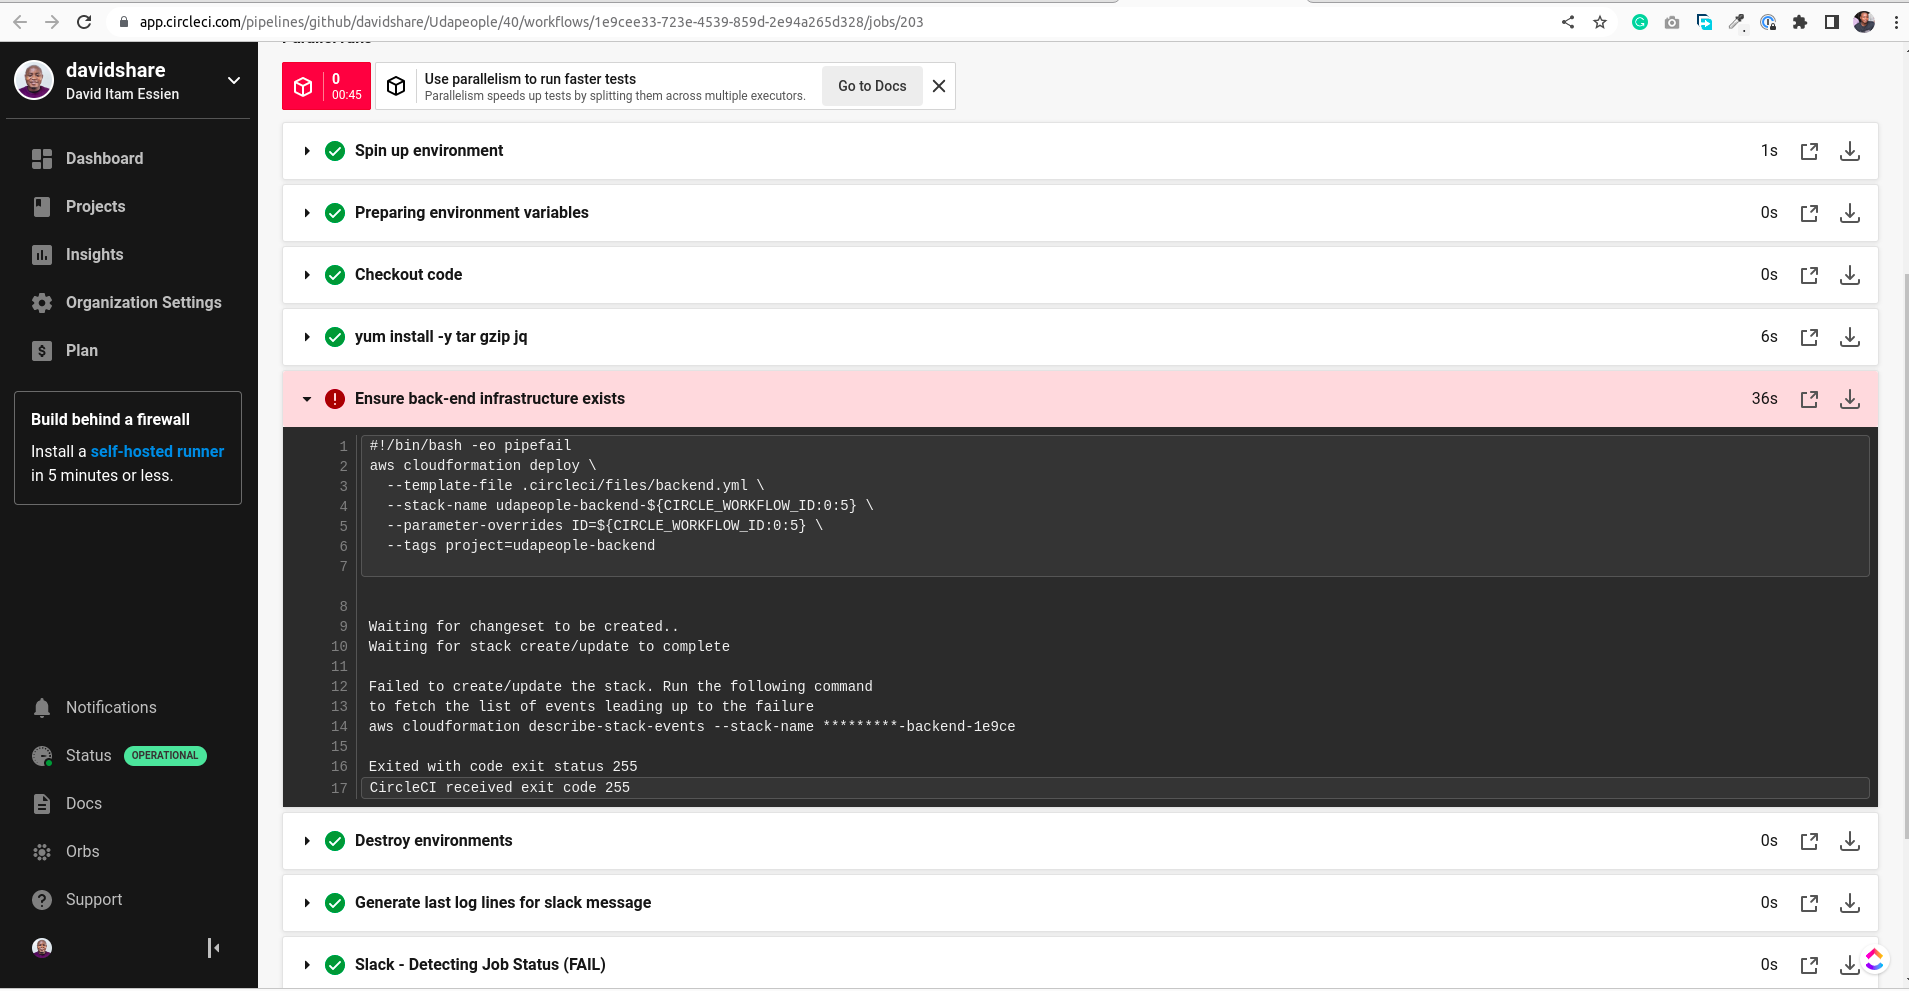 app.circleci.com/pipelines/github/davidshare/Udapeople/40/workflows/1e9cee33-723e-4539-859d-2e94a265d328/jobs/203
davidshare
David Itam Essien
Dashboard
Projects
Insights
Organization Settings
Plan
Build behind a firewall
Install a self-hosted runner
in 5 minutes or less.
Notifications
Status OPERATIONAL
Docs
Orbs
Support
Parallel runs
0
00:45
Use parallelism to run faster tests
Parallelism speeds up tests by splitting them across multiple executors.
Go to Docs
Spin up environment 1s
Preparing environment variables 0s
Checkout code 0s
yum install -y tar gzip jq 6s
Ensure back-end infrastructure exists 36s
1 #!/bin/bash -eo pipefail
2 aws cloudformation deploy \
3 --template-file .circleci/files/backend.yml \
4 --stack-name udapeople-backend-${CIRCLE_WORKFLOW_ID:0:5} \
5 --parameter-overrides ID=${CIRCLE_WORKFLOW_ID:0:5} \
6 --tags project=udapeople-backend
7
8
9 Waiting for changeset to be created..
10 Waiting for stack create/update to complete
11
12 Failed to create/update the stack. Run the following command
13 to fetch the list of events leading up to the failure
14 aws cloudformation describe-stack-events --stack-name *********-backend-1e9ce
15
16 Exited with code exit status 255
17 CircleCI received exit code 255
Destroy environments 0s
Generate last log lines for slack message 0s
Slack - Detecting Job Status (FAIL) 0s